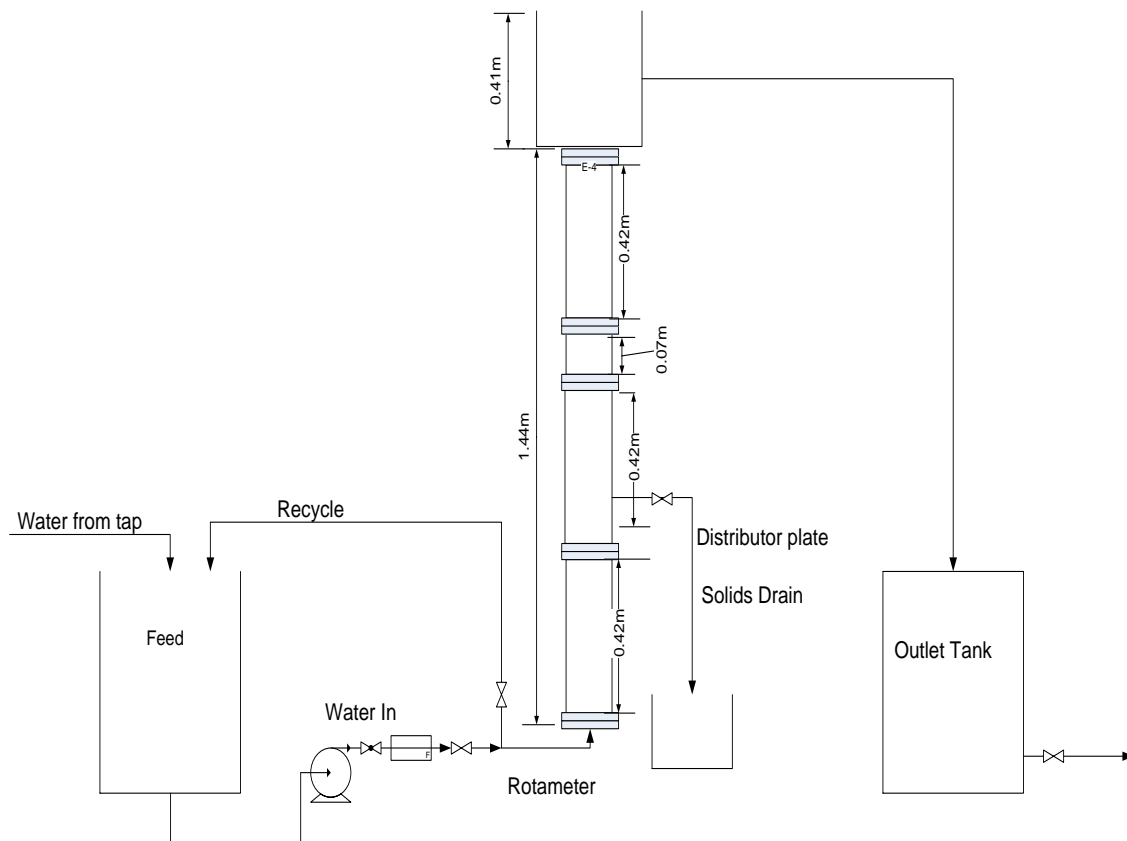 0.41m
E-4
0.42m
0.07m
1.44m
0.42m
Water from tap
Recycle
Distributor plate
Solids Drain
Feed
0.42m
Outlet Tank
Water In
F
Rotameter